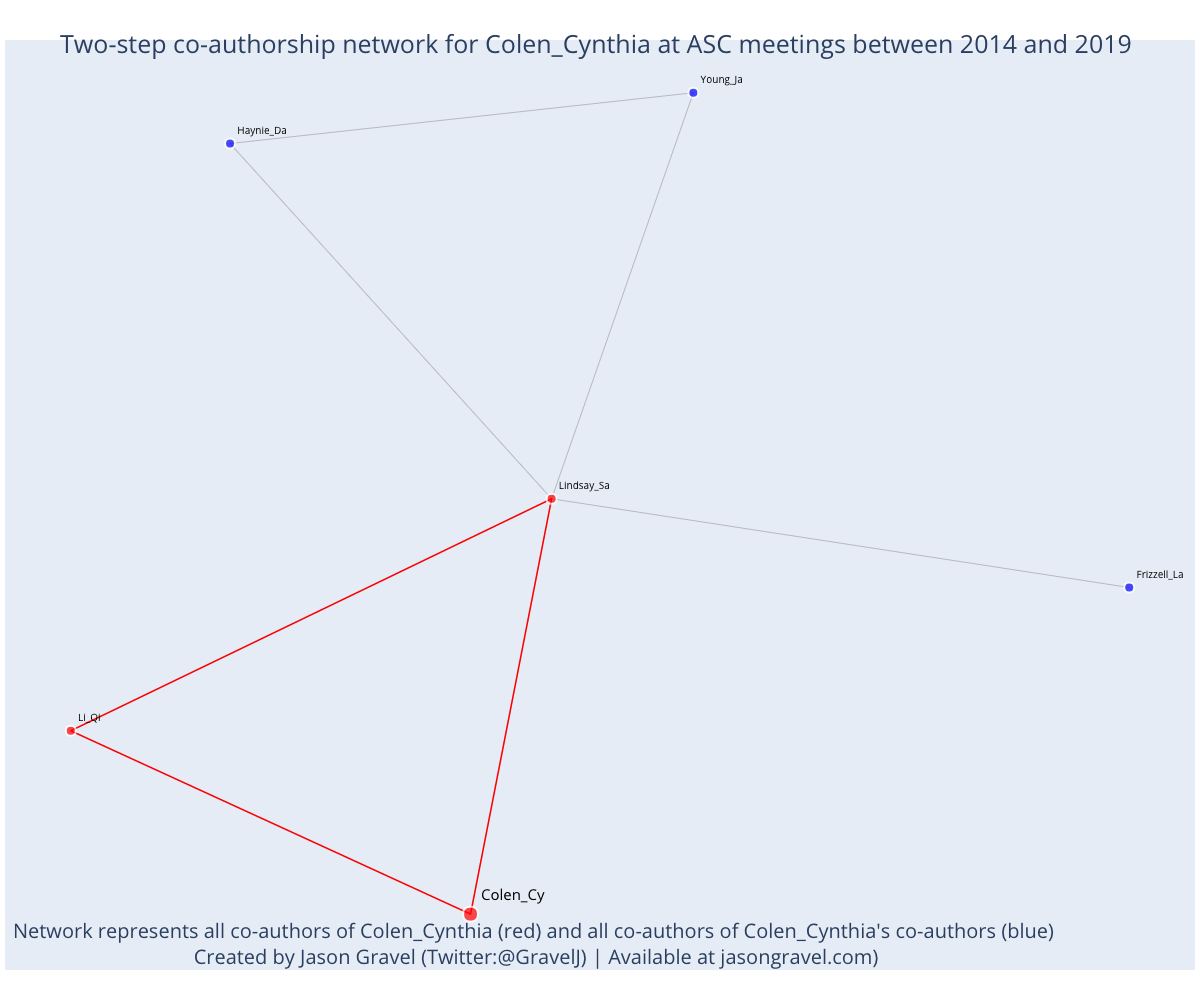 Two-step co-authorship network for Colen_Cynthia at ASC meetings between 2014 and 2019
Young_Ja
Haynie_Da
Lindsay_Sa
Frizzell_La
Li_Qi
Colen_Cy
Network represents all co-authors of Colen_Cynthia (red) and all co-authors of Colen_Cynthia's co-authors (blue)
Created by Jason Gravel (Twitter:@GravelJ) | Available at jasongravel.com)